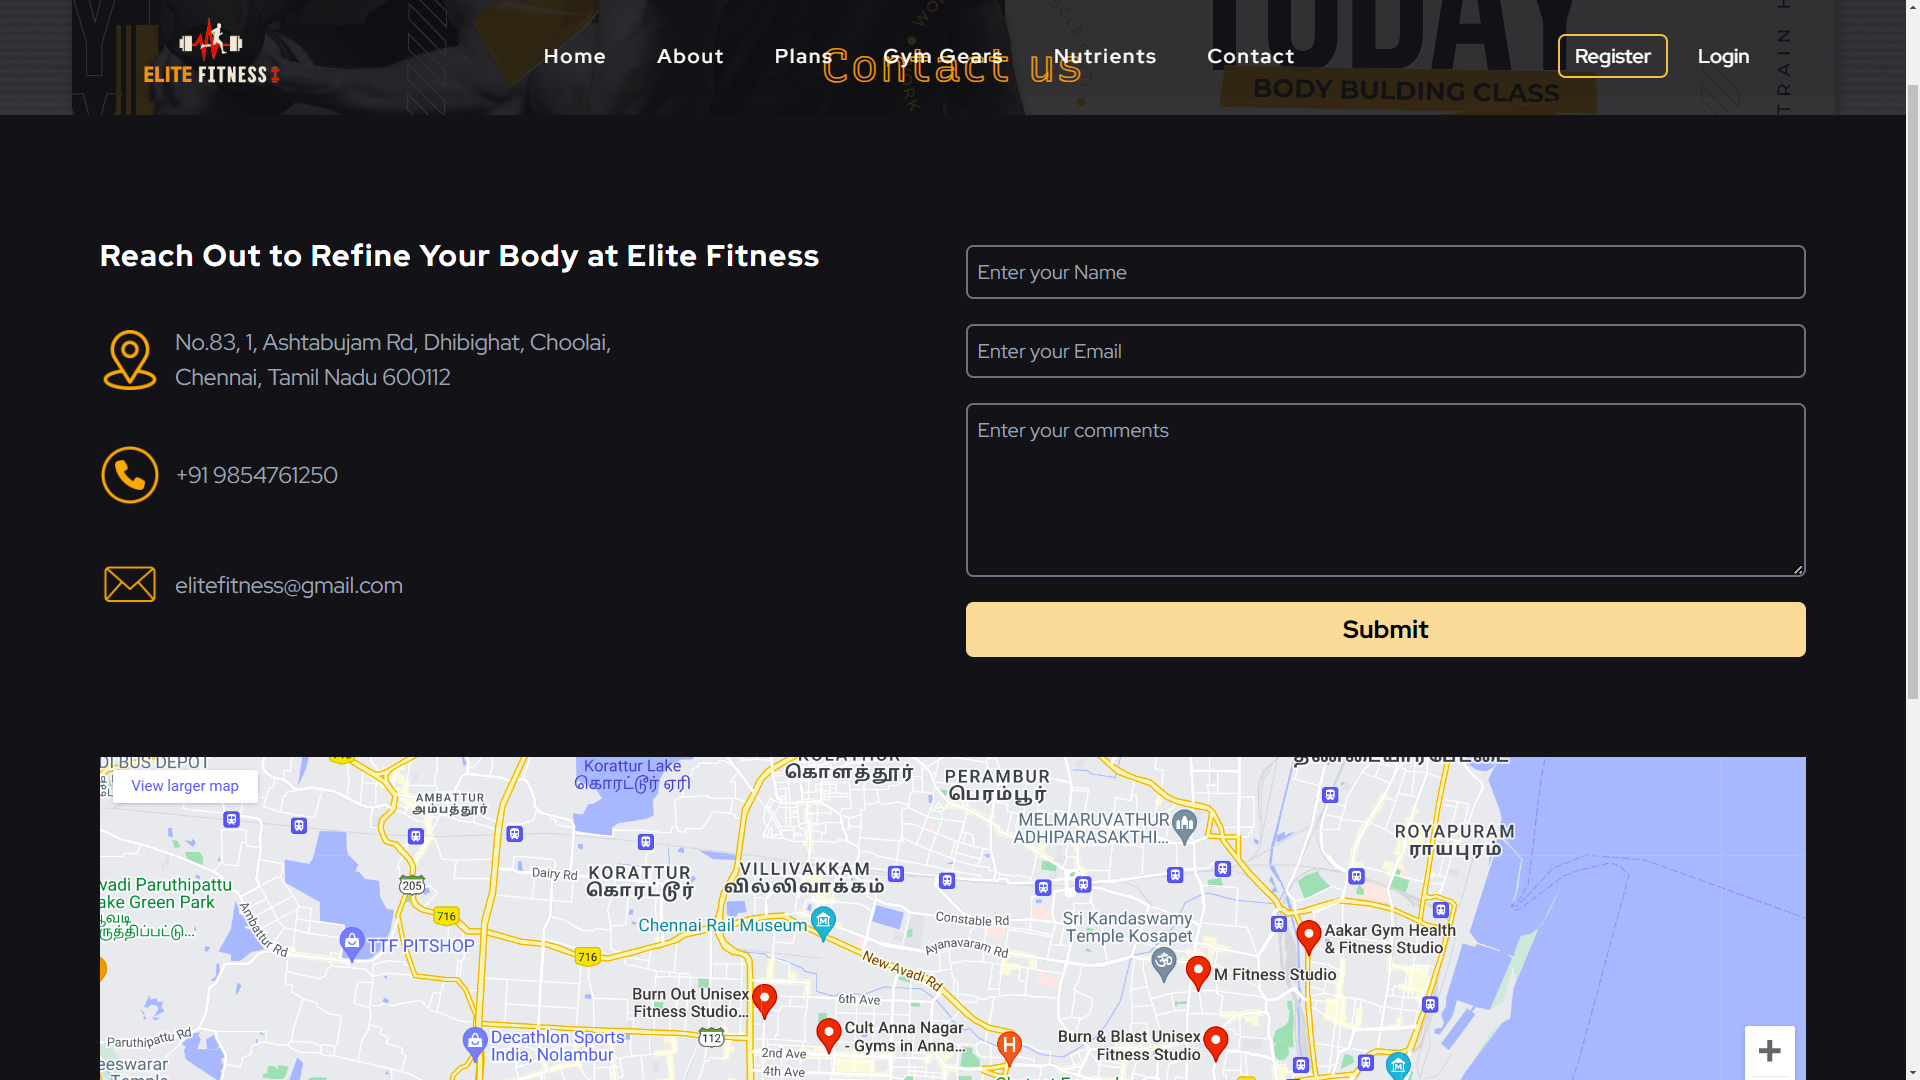 ELITE FITNESS
Home
About
Plans
Gym Gears
Nutrients
Contact
Register
Login
Contact us
TODAY
BODY BULDING CLASS
TRAIN H
Reach Out to Refine Your Body at Elite Fitness
No.83, 1, Ashtabujam Rd, Dhibighat, Choolai,
Chennai, Tamil Nadu 600112
+91 9854761250
elitefitness@gmail.com
Enter your Name
Enter your Email
Enter your comments
Submit
DI BUS DEPOT
View larger map
Korattur Lake
கொரட்டூர் ஏரி
கொளத்தூர்
PERAMBUR
பெரம்பூர்
AMBATTUR
அம்பத்தூர்
MELMARUVATHUR
ADHIPARASAKTHI...
ROYAPURAM
ராயபுரம்
Dairy Rd
KORATTUR
கொரட்டூர்
VILLIVAKKAM
வில்லிவாக்கம்
205
vadi Paruthipattu
ake Green Park
ருத்திப்பட்டு...
Ambattur Rd
716
TTF PITSHOP
Chennai Rail Museum
Constable Rd
Ayanavaram Rd
Sri Kandaswamy
Temple Kosapet
Aakar Gym Health
& Fitness Studio
716
New Avadi Rd
M Fitness Studio
Burn Out Unisex
Fitness Studio...
6th Ave
Cult Anna Nagar
- Gyms in Anna...
H
Burn & Blast Unisex
Fitness Studio
Paruthipattu Rd
Decathlon Sports
India, Nolambur
112
2nd Ave
4th Ave
eeswarar